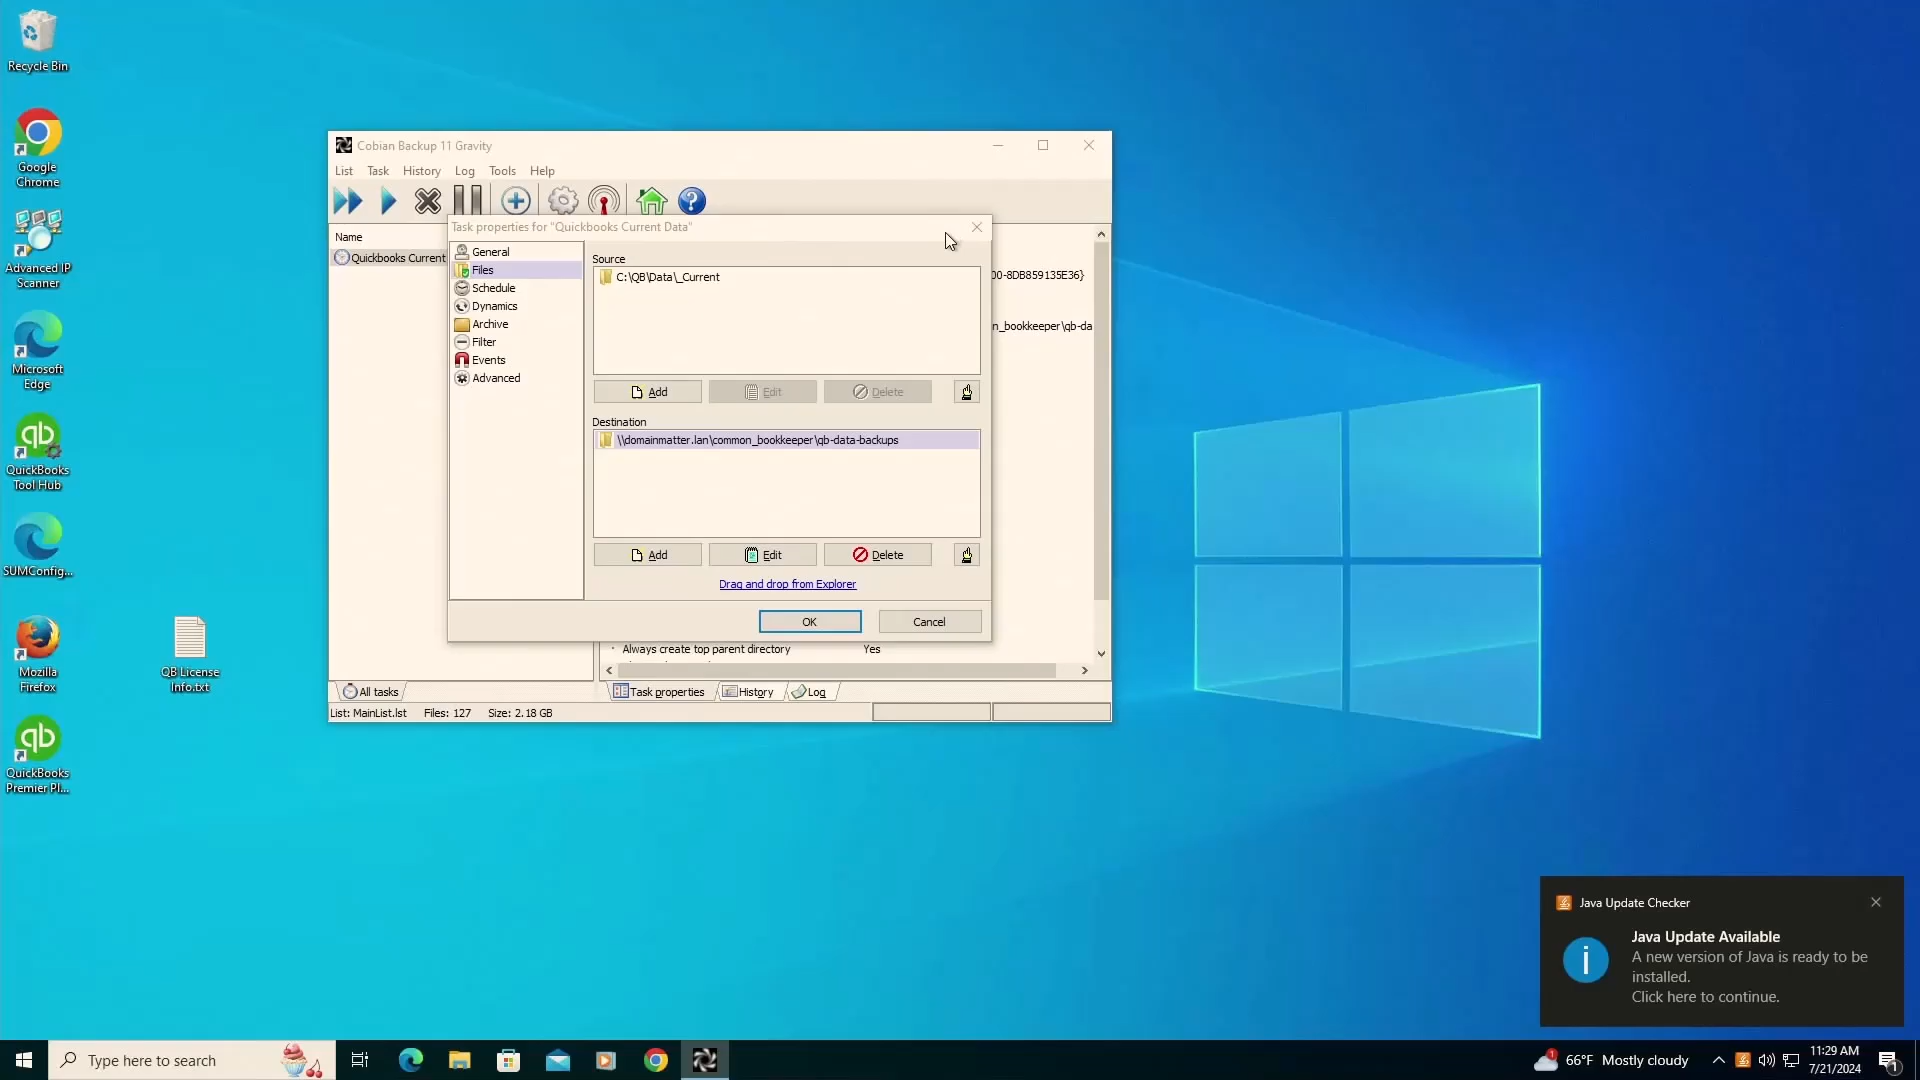 Recycle Bin
Google
Chrome
Advanced IP
Scanner
Microsoft
Edge
QuickBooks
Tool Hub
SUMConfig...
Mozilla
Firefox
QB License
Info.txt
QuickBooks
Premier Pl...
Cobian Backup 11 Gravity
List Task History Log Tools Help
Name
Quickbooks Current
Task properties for "Quickbooks Current Data"
General
Files
Schedule
Dynamics
Archive
Filter
Events
Advanced
Source
C:\QB\Data\_Current
Add Edit Delete
Destination
\\domainmatter.lan\common_bookkeeper\qb-data-backups
Add Edit Delete
Drag and drop from Explorer
OK Cancel
00-8DB859135E36}
n_bookkeeper\qb-da
Always create top parent directory Yes
All tasks
Task properties History Log
List: MainList.lst Files: 127 Size: 2.18 GB
Java Update Checker
Java Update Available
A new version of Java is ready to be
installed.
Click here to continue.
Type here to search
66°F Mostly cloudy
11:29 AM
7/21/2024
1
1